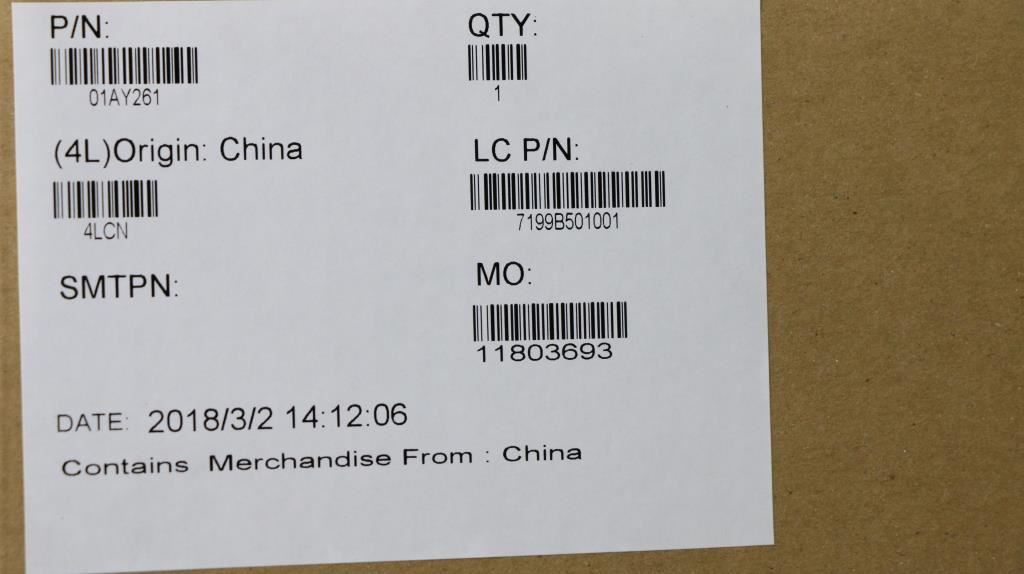 P/N:
01AY261
QTY:
1
(4L)Origin: China
4LCN
LC P/N:
7199B501001
SMTPN:
MO:
11803693
DATE: 2018/3/2 14:12:06
Contains Merchandise From : China